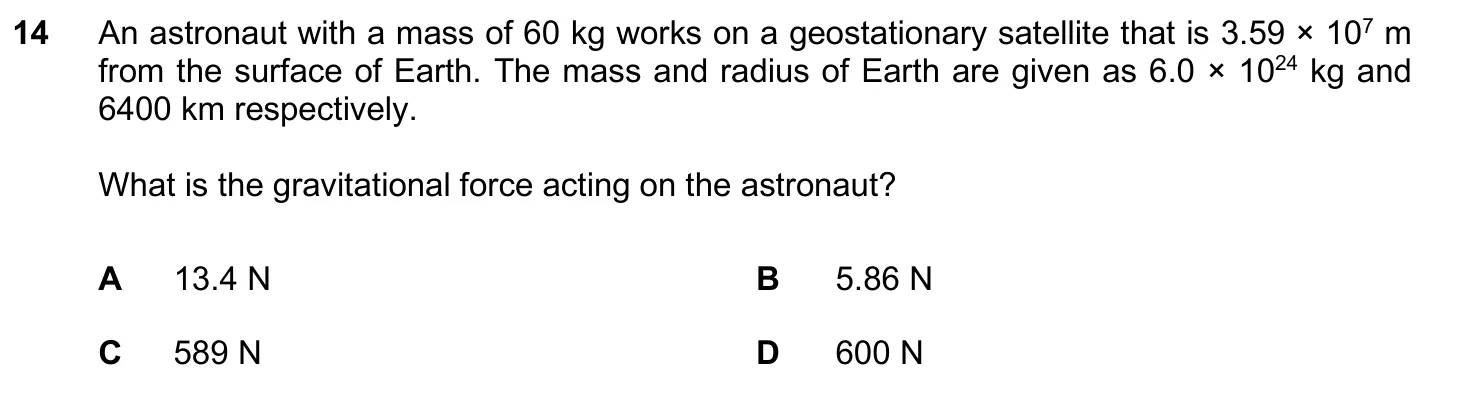 14 An astronaut with a mass of 60 kg works on a geostationary satellite that is 3.59 × 10⁷ m
from the surface of Earth. The mass and radius of Earth are given as 6.0 × 10²⁴ kg and
6400 km respectively.
What is the gravitational force acting on the astronaut?
A 13.4 N B 5.86 N
C 589 N D 600 N